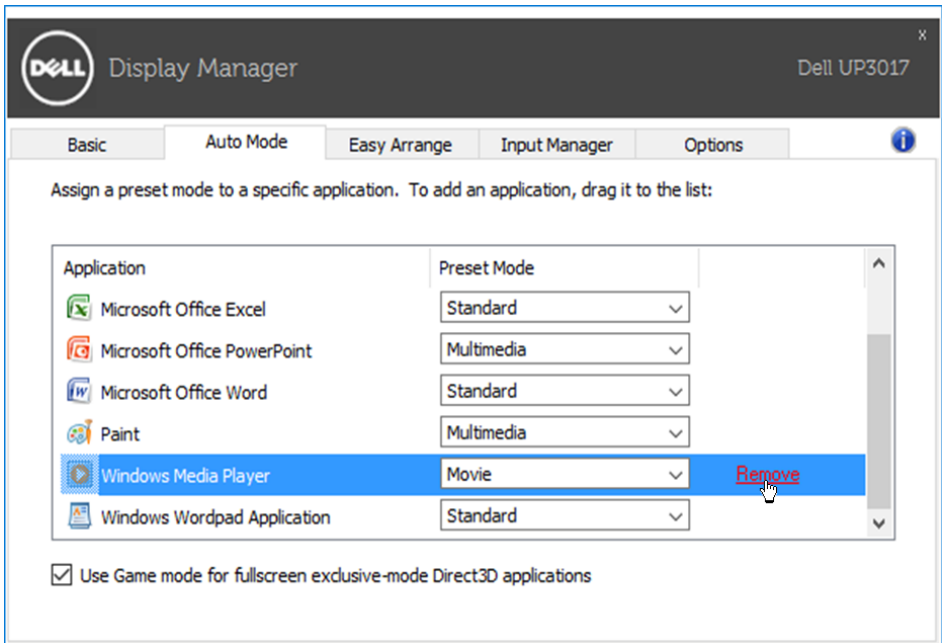 x
DELL Display Manager Dell UP3017
Basic Auto Mode Easy Arrange Input Manager Options i
Assign a preset mode to a specific application. To add an application, drag it to the list:
Application Preset Mode
Microsoft Office Excel Standard
Microsoft Office PowerPoint Multimedia
Microsoft Office Word Standard
Paint Multimedia
Windows Media Player Movie Remove
Windows Wordpad Application Standard
Use Game mode for fullscreen exclusive-mode Direct3D applications